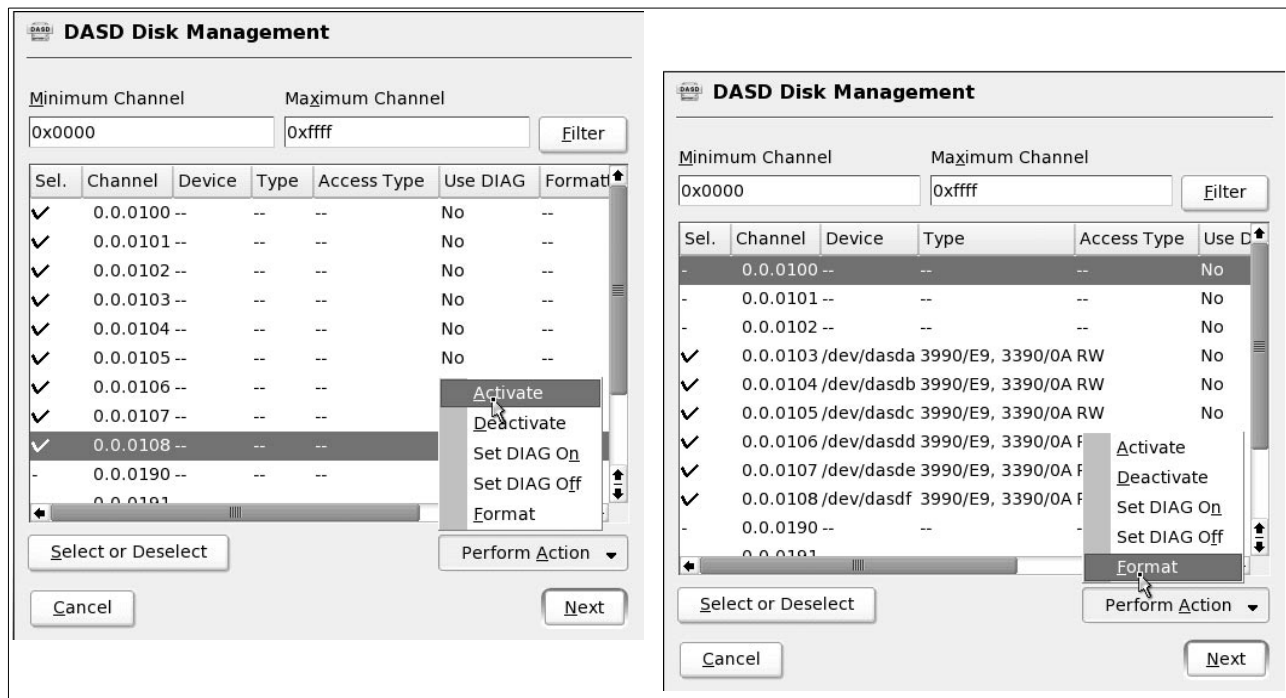 DASD Disk Management
Minimum Channel Maximum Channel
0x0000 0xffff Filter
Sel. Channel Device Type Access Type Use DIAG Formatt
0.0.0100 -- -- -- No --
0.0.0101 -- -- -- No --
0.0.0102 -- -- -- No --
0.0.0103 -- -- -- No --
0.0.0104 -- -- -- No --
0.0.0105 -- -- -- No --
0.0.0106 -- -- --
0.0.0107 -- -- --
0.0.0108 -- -- --
- 0.0.0190 -- -- --
0.0.0191
Activate
Deactivate
Set DIAG On
Set DIAG Off
Format
Select or Deselect Perform Action
Cancel Next
DASD Disk Management
Minimum Channel Maximum Channel
0x0000 0xffff Filter
Sel. Channel Device Type Access Type Use D
- 0.0.0100 -- -- -- No
- 0.0.0101 -- -- -- No
- 0.0.0102 -- -- -- No
0.0.0103 /dev/dasda 3990/E9, 3390/0A RW No
0.0.0104 /dev/dasdb 3990/E9, 3390/0A RW No
0.0.0105 /dev/dasdc 3990/E9, 3390/0A RW No
0.0.0106 /dev/dasdd 3990/E9, 3390/0A
0.0.0107 /dev/dasde 3990/E9, 3390/0A
0.0.0108 /dev/dasdf 3990/E9, 3390/0A
- 0.0.0190 -- -- --
0.0.0191
Activate
Deactivate
Set DIAG On
Set DIAG Off
Format
Select or Deselect Perform Action
Cancel Next